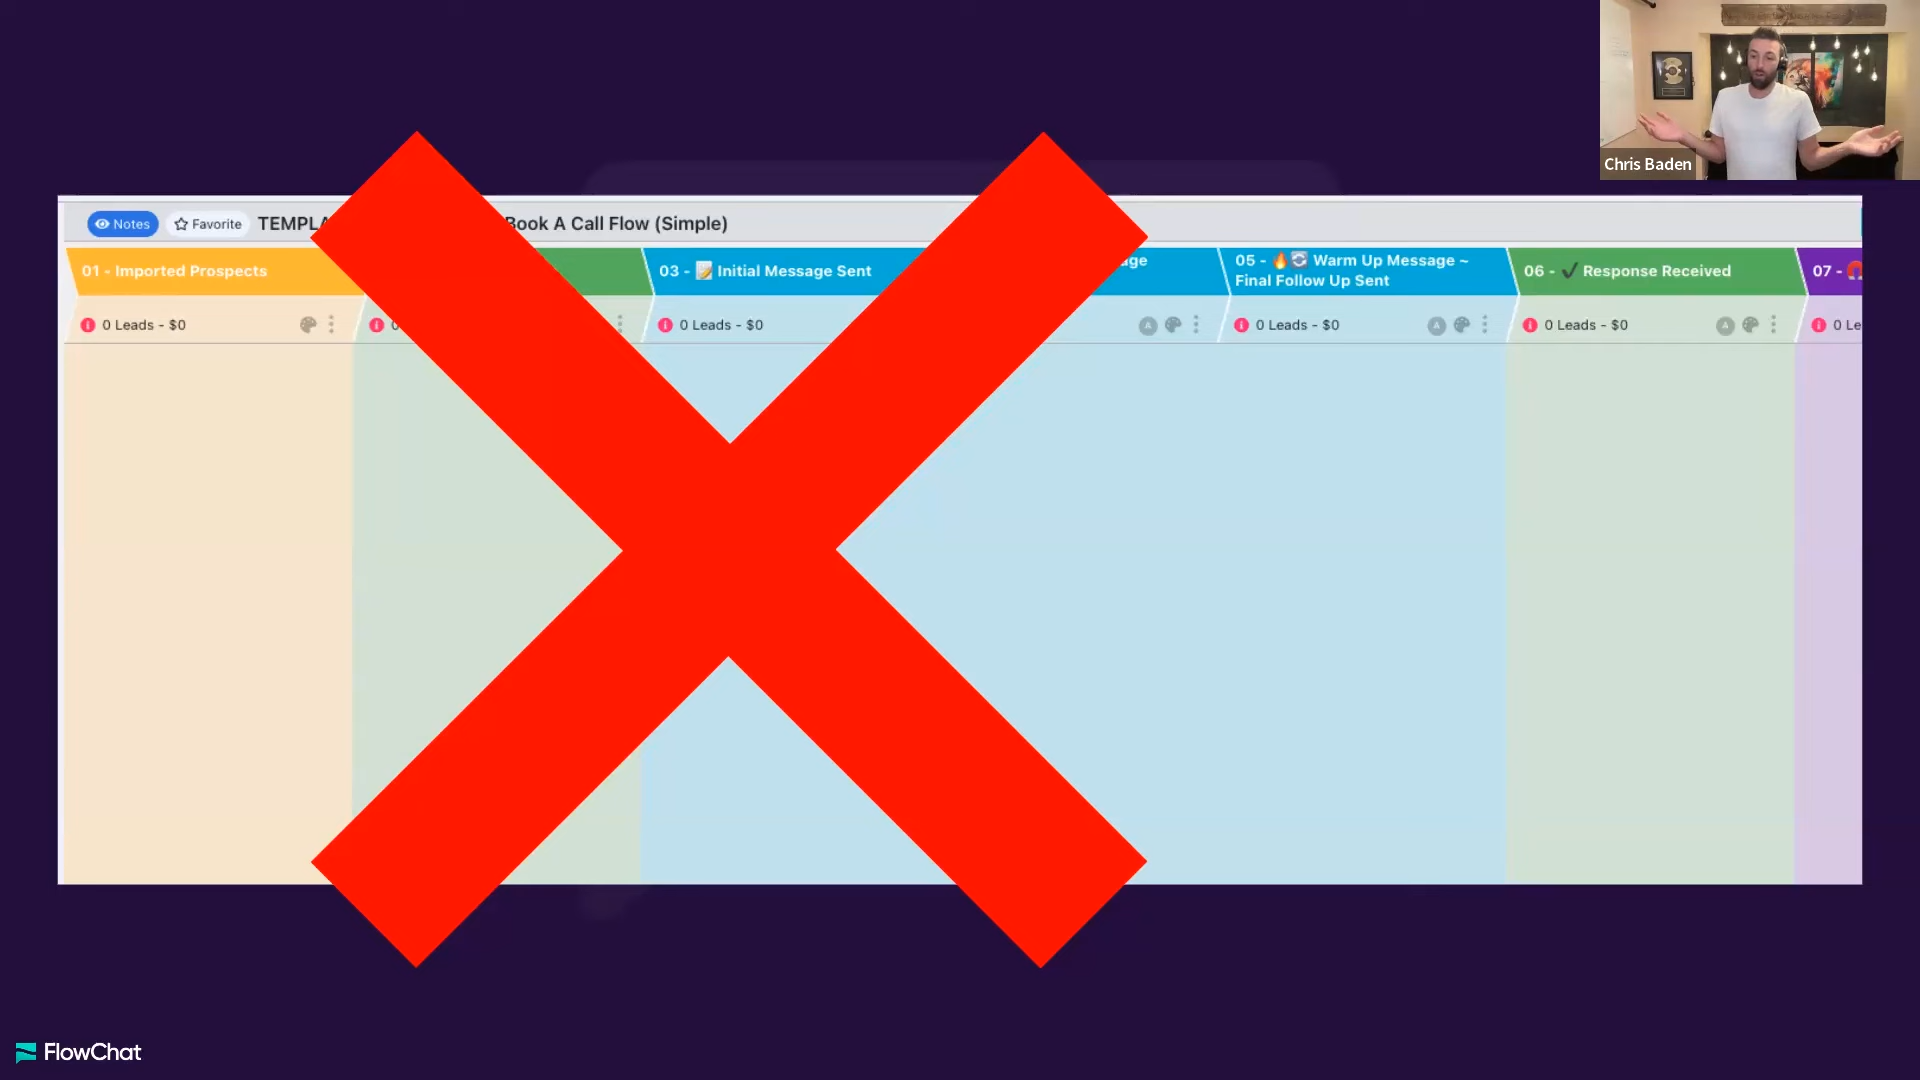 Chris Baden
Notes
Favorite
Book A Call Flow (Simple)
01 - Imported Prospects
03 - 📝 Initial Message Sent
05 - 🔥🔄 Warm Up Message ~
Final Follow Up Sent
06 - ✔ Response Received
07 -
0 Leads - $0
0 Leads - $0
0 Leads - $0
0 Leads - $0
FlowChat